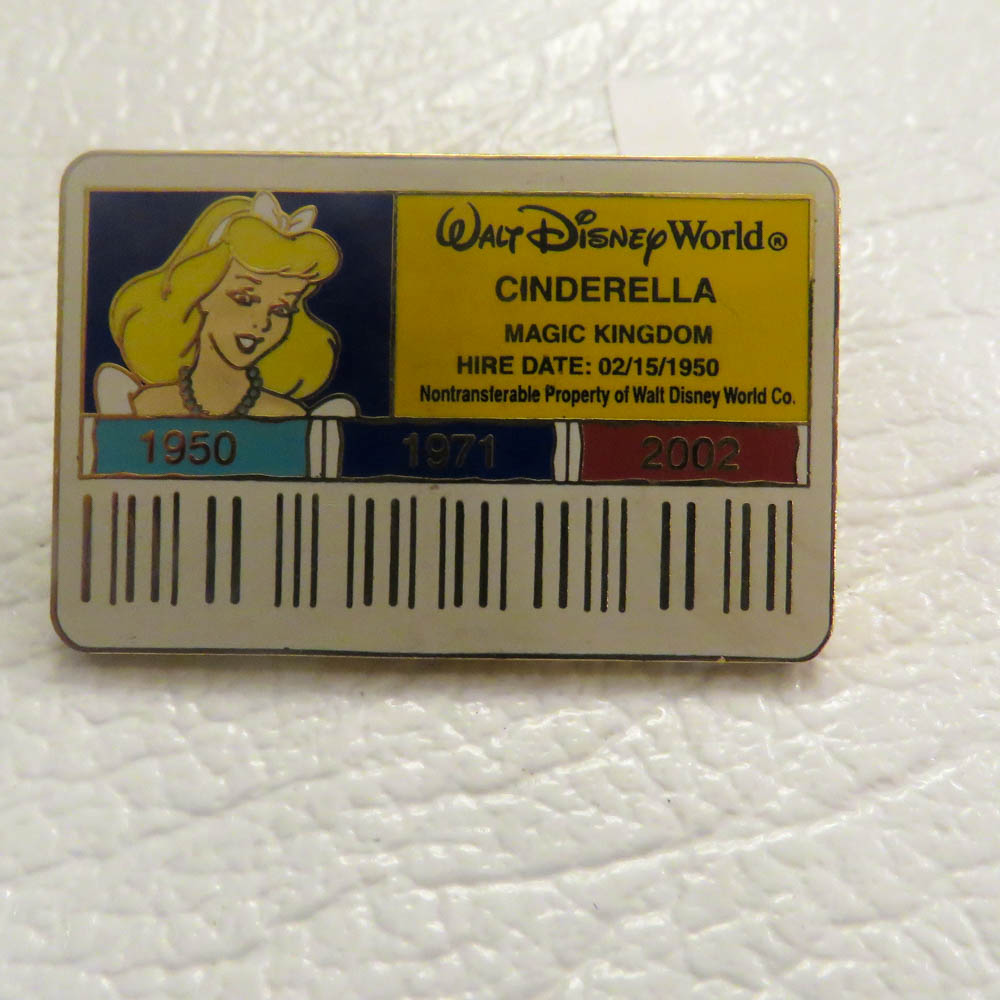 WALT DISNEY World®
CINDERELLA
MAGIC KINGDOM
HIRE DATE: 02/15/1950
Nontransferable Property of Walt Disney World Co.
1950 1971 2002